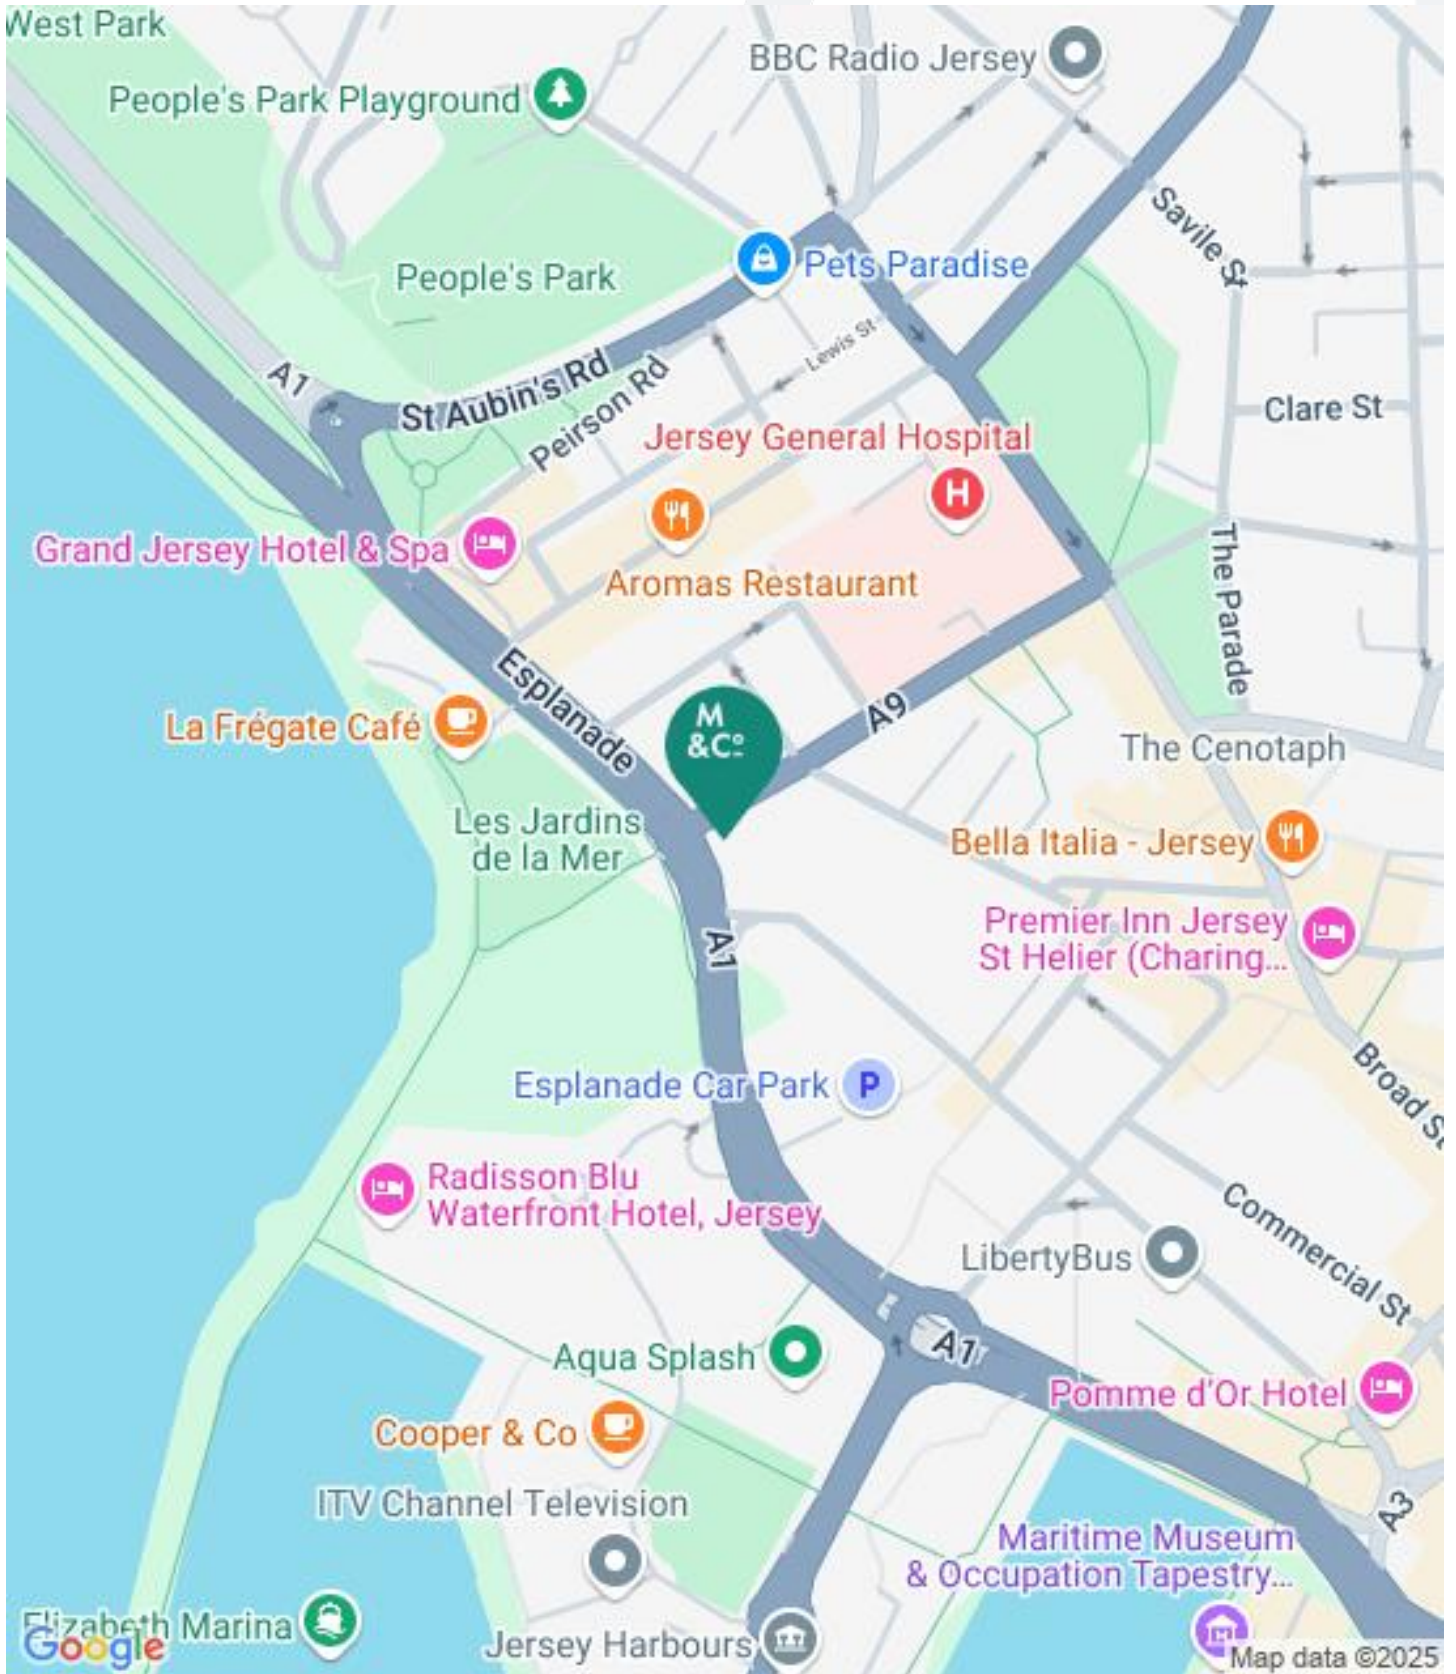 West Park
BBC Radio Jersey
People's Park Playground
Savile St
Pets Paradise
People's Park
Lewis St
A1
St Aubin's Rd
Peirson Rd
Clare St
Jersey General Hospital
H
Grand Jersey Hotel & Spa
Aromas Restaurant
The Parade
Esplanade
La Frégate Café
M
&Cº
A9
The Cenotaph
Les Jardins
de la Mer
Bella Italia - Jersey
A1
Premier Inn Jersey
St Helier (Charing...
Broad St
Esplanade Car Park
P
Radisson Blu
Waterfront Hotel, Jersey
Commercial St
LibertyBus
A1
Aqua Splash
Pomme d'Or Hotel
Cooper & Co
ITV Channel Television
A3
Maritime Museum
& Occupation Tapestry...
Elizabeth Marina
Jersey Harbours
Google
Map data ©2025